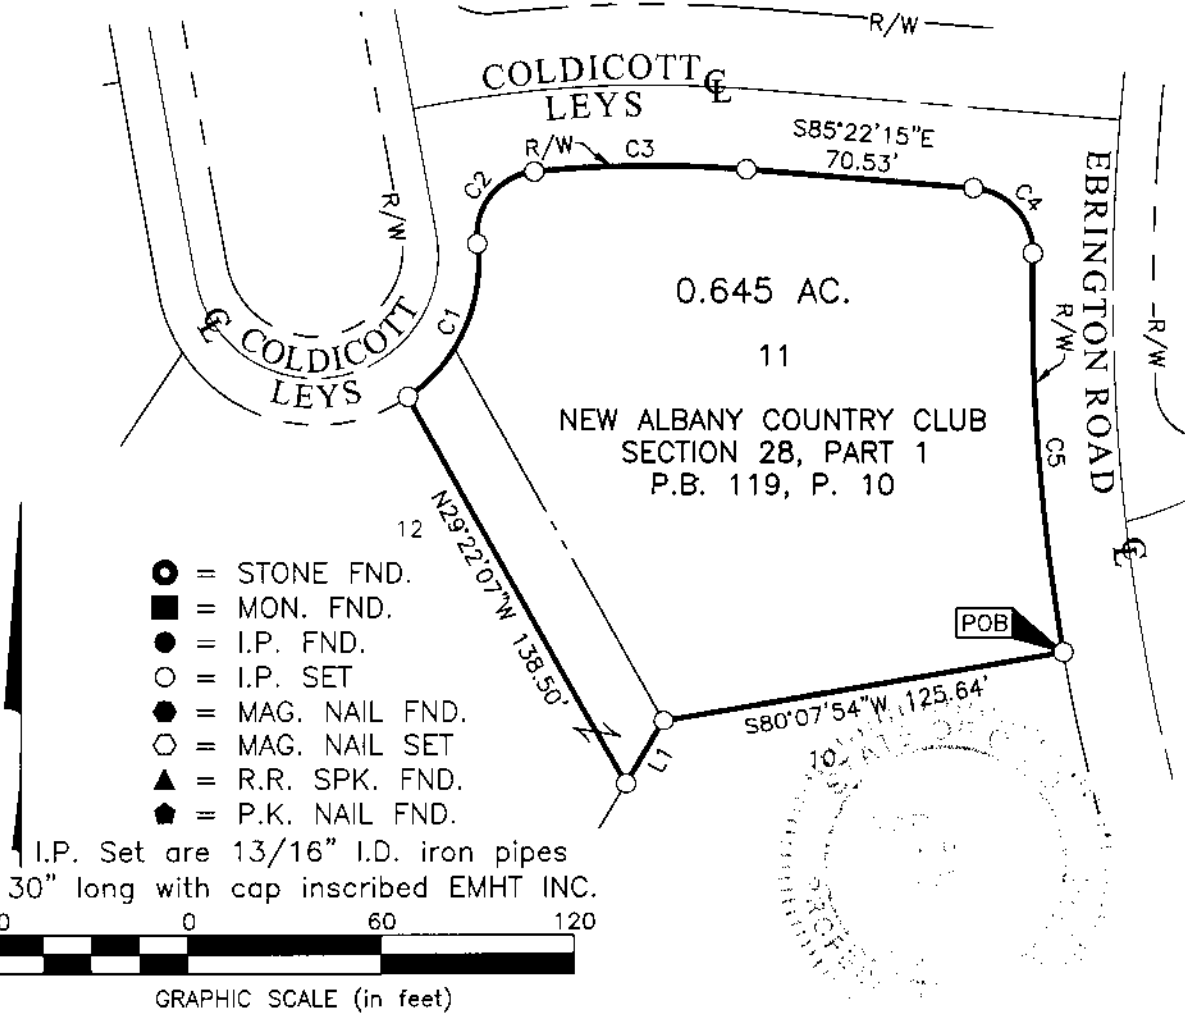 R/W
COLDICOTT ℄
LEYS
S85°22'15"E
70.53'
R/W
C3
C2
C4
R/W
EBRINGTON ROAD
0.645 AC.
℄
COLDICOTT
LEYS
C1
R/W
R/W
11
NEW ALBANY COUNTRY CLUB
SECTION 28, PART 1
P.B. 119, P. 10
C5
12
N29°22'07"W 138.50'
℄
= STONE FND.
= MON. FND.
= I.P. FND.
= I.P. SET
= MAG. NAIL FND.
= MAG. NAIL SET
= R.R. SPK. FND.
= P.K. NAIL FND.
POB
S80°07'54"W 125.64'
L1
10
STATE OF
I.P. Set are 13/16" I.D. iron pipes
30" long with cap inscribed EMHT INC.
0 0 60 120
GRAPHIC SCALE (in feet)